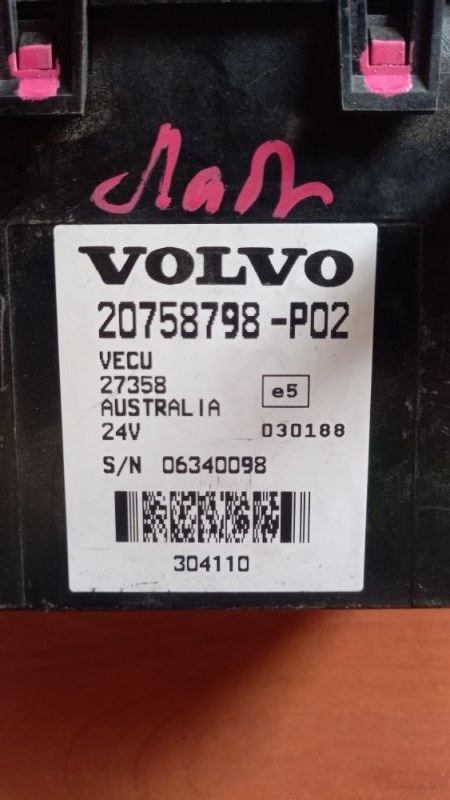 VOLVO
20758798-P02
VECU
27358
e5
AUSTRALIA
24V
030188
S/N 06340098
304110